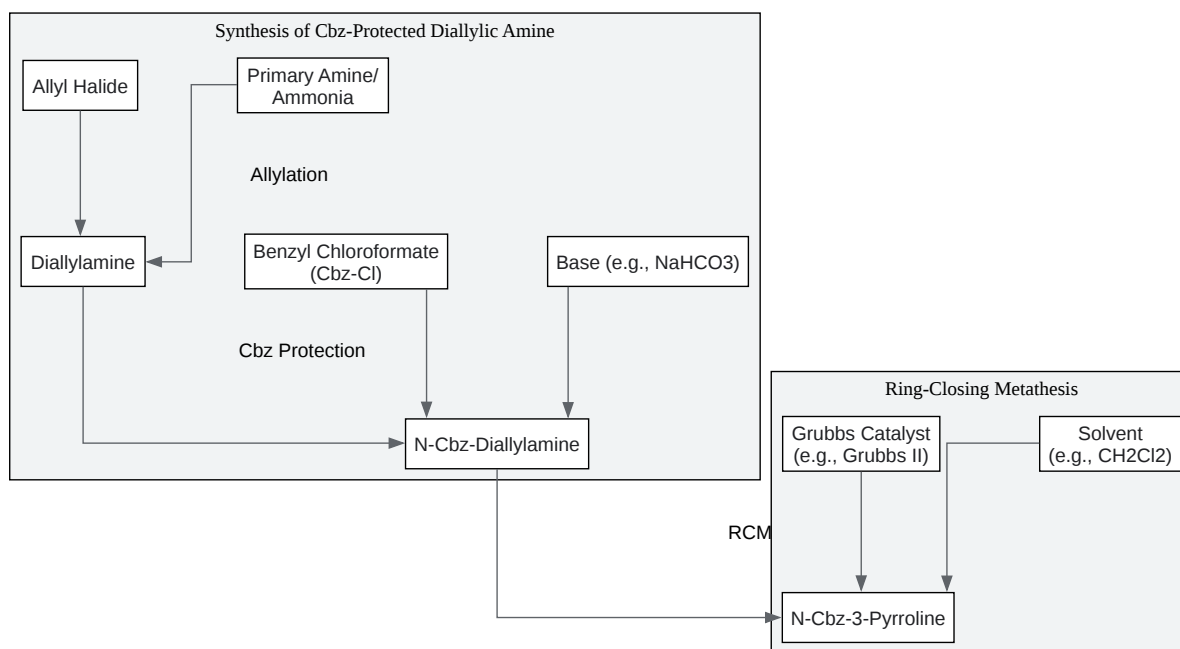 Synthesis of Cbz-Protected Diallylic Amine
Allyl Halide
Primary Amine/
Ammonia
Allylation
Diallylamine
Benzyl Chloroformate
(Cbz-Cl)
Base (e.g., NaHCO3)
Cbz Protection
N-Cbz-Diallylamine
Ring-Closing Metathesis
Grubbs Catalyst
(e.g., Grubbs II)
Solvent
(e.g., CH2Cl2)
RCM
N-Cbz-3-Pyrroline